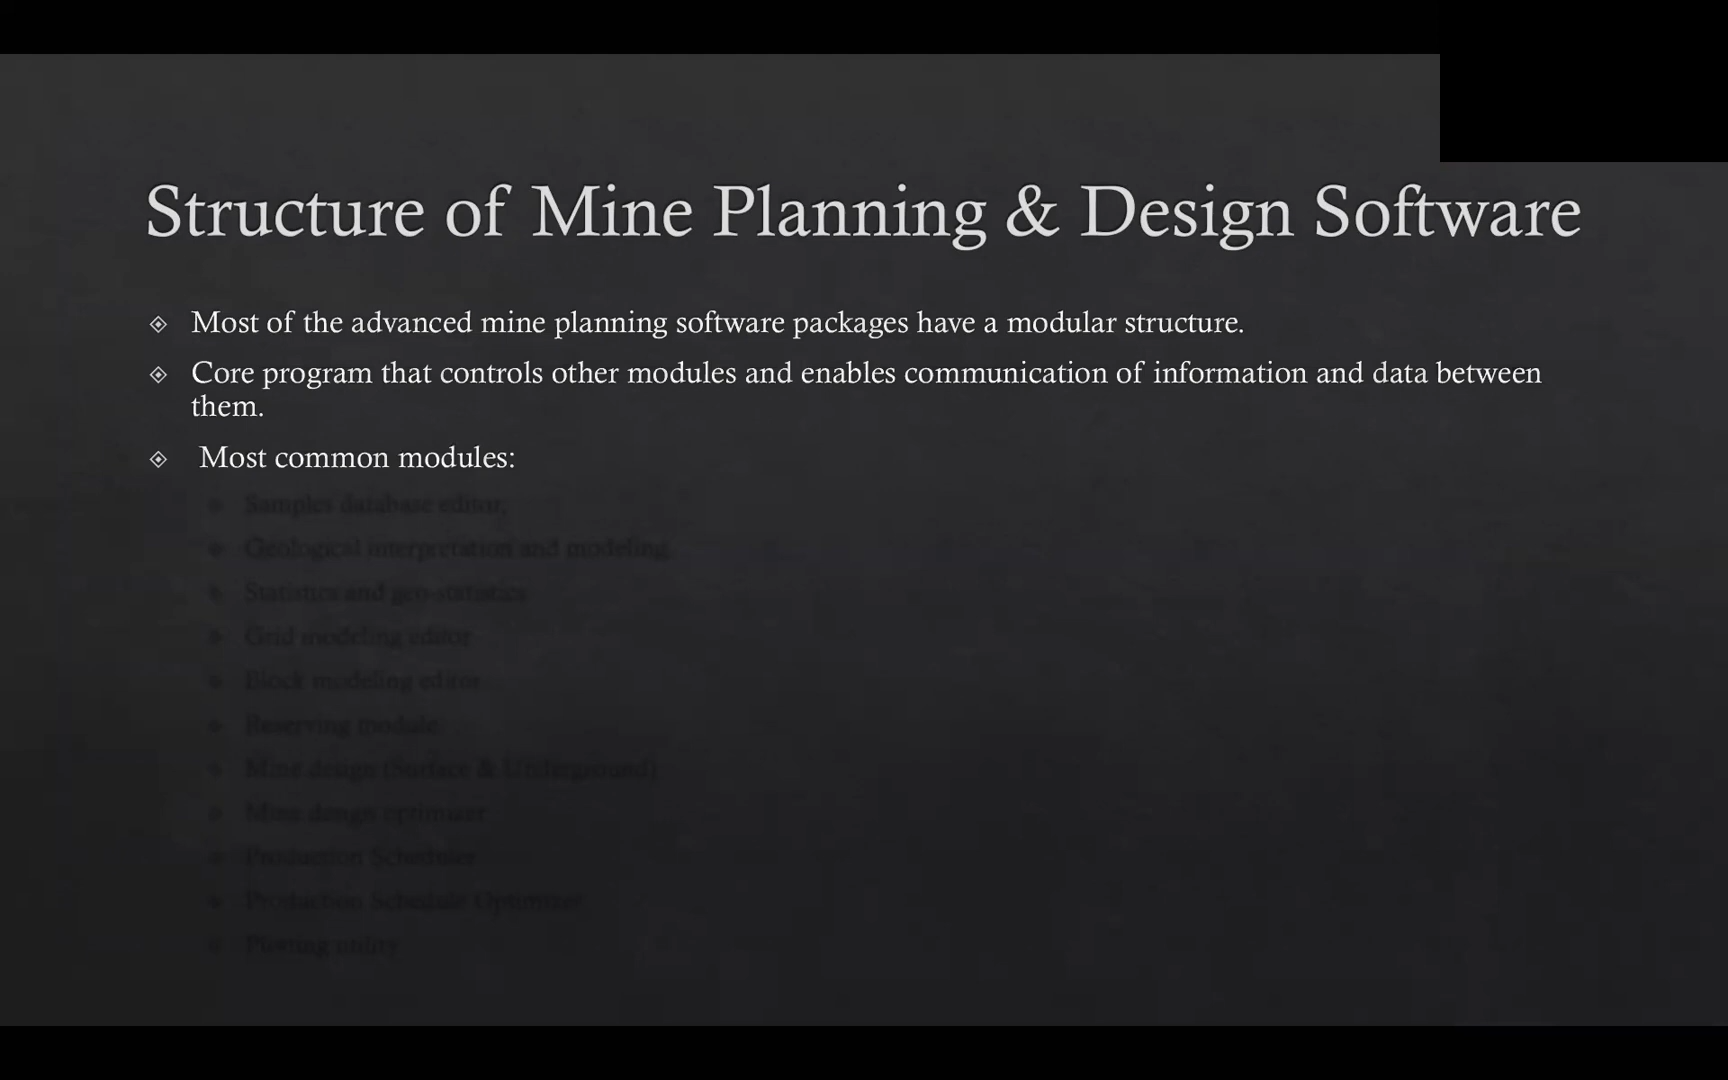 Structure of Mine Planning & Design Software
Most of the advanced mine planning software packages have a modular structure.
Core program that controls other modules and enables communication of information and data between
them.
Most common modules:
Samples database editor,
Geological interpretation and modeling,
Statistics and geo-statistics
Grid modeling editor
Block modeling editor
Reserving module
Mine design (Surface & Underground)
Mine design optimizer
Production Scheduler
Production Schedule Optimizer
Plotting utility